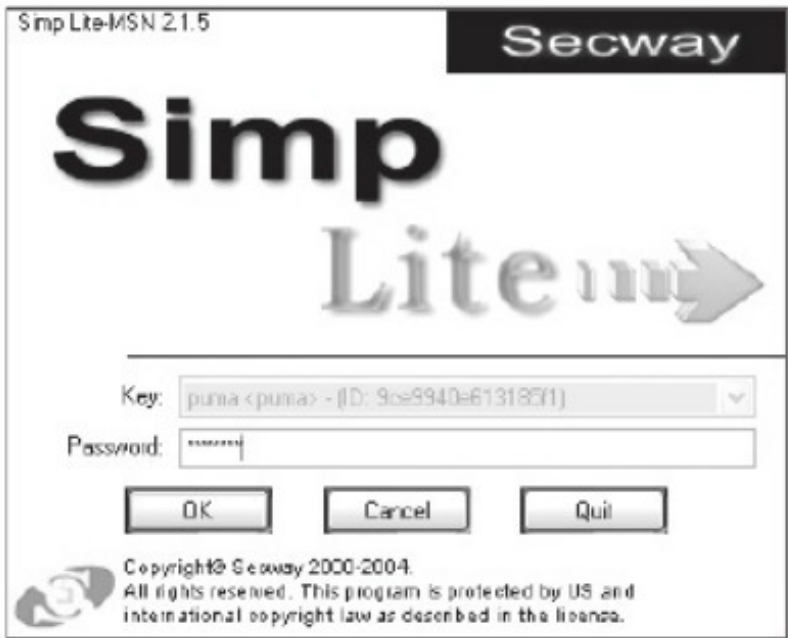 Simp Lite-MSN 2.1.5
Secway
Simp
Lite
Key: puma <puma> - (ID: 9ce9940e613185f1)
Password: ********
OK Cancel Quit
Copyright© Secway 2000-2004.
All rights reserved. This program is protected by US and
international copyright law as described in the license.